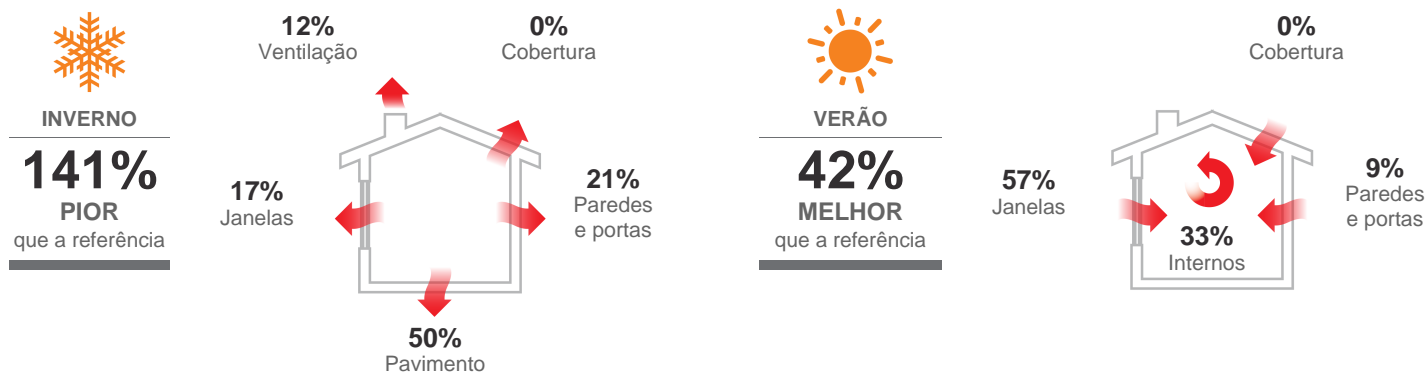 INVERNO
141%
PIOR
que a referência
12%
Ventilação
0%
Cobertura
17%
Janelas
21%
Paredes
e portas
50%
Pavimento
VERÃO
42%
MELHOR
que a referência
0%
Cobertura
57%
Janelas
33%
Internos
9%
Paredes
e portas